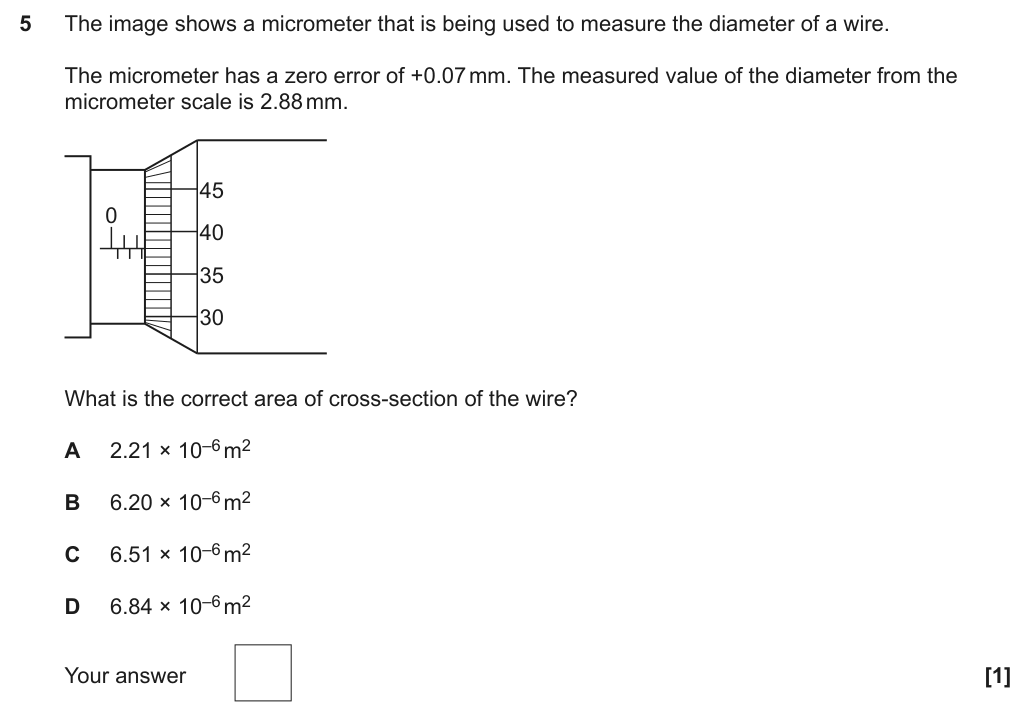 5 The image shows a micrometer that is being used to measure the diameter of a wire.
The micrometer has a zero error of +0.07 mm. The measured value of the diameter from the
micrometer scale is 2.88 mm.
45
0
40
35
30
What is the correct area of cross-section of the wire?
A 2.21 × 10⁻⁶ m²
B 6.20 × 10⁻⁶ m²
C 6.51 × 10⁻⁶ m²
D 6.84 × 10⁻⁶ m²
Your answer [1]